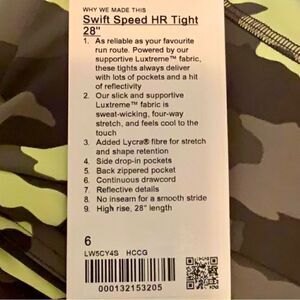 WHY WE MADE THIS
Swift Speed HR Tight
28"
1. As reliable as your favourite
run route. Powered by our
supportive Luxtreme™ fabric,
these tights always deliver
with lots of pockets and a hit
of reflectivity
2. Our slick and supportive
Luxtreme™ fabric is
sweat-wicking, four-way
stretch, and feels cool to the
touch
3. Added Lycra® fibre for stretch
and shape retention
4. Side drop-in pockets
5. Back zippered pocket
6. Continuous drawcord
7. Reflective details
8. No inseam for a smooth stride
9. High rise, 28" length
6
LW5CY4S HCCG
000132153205